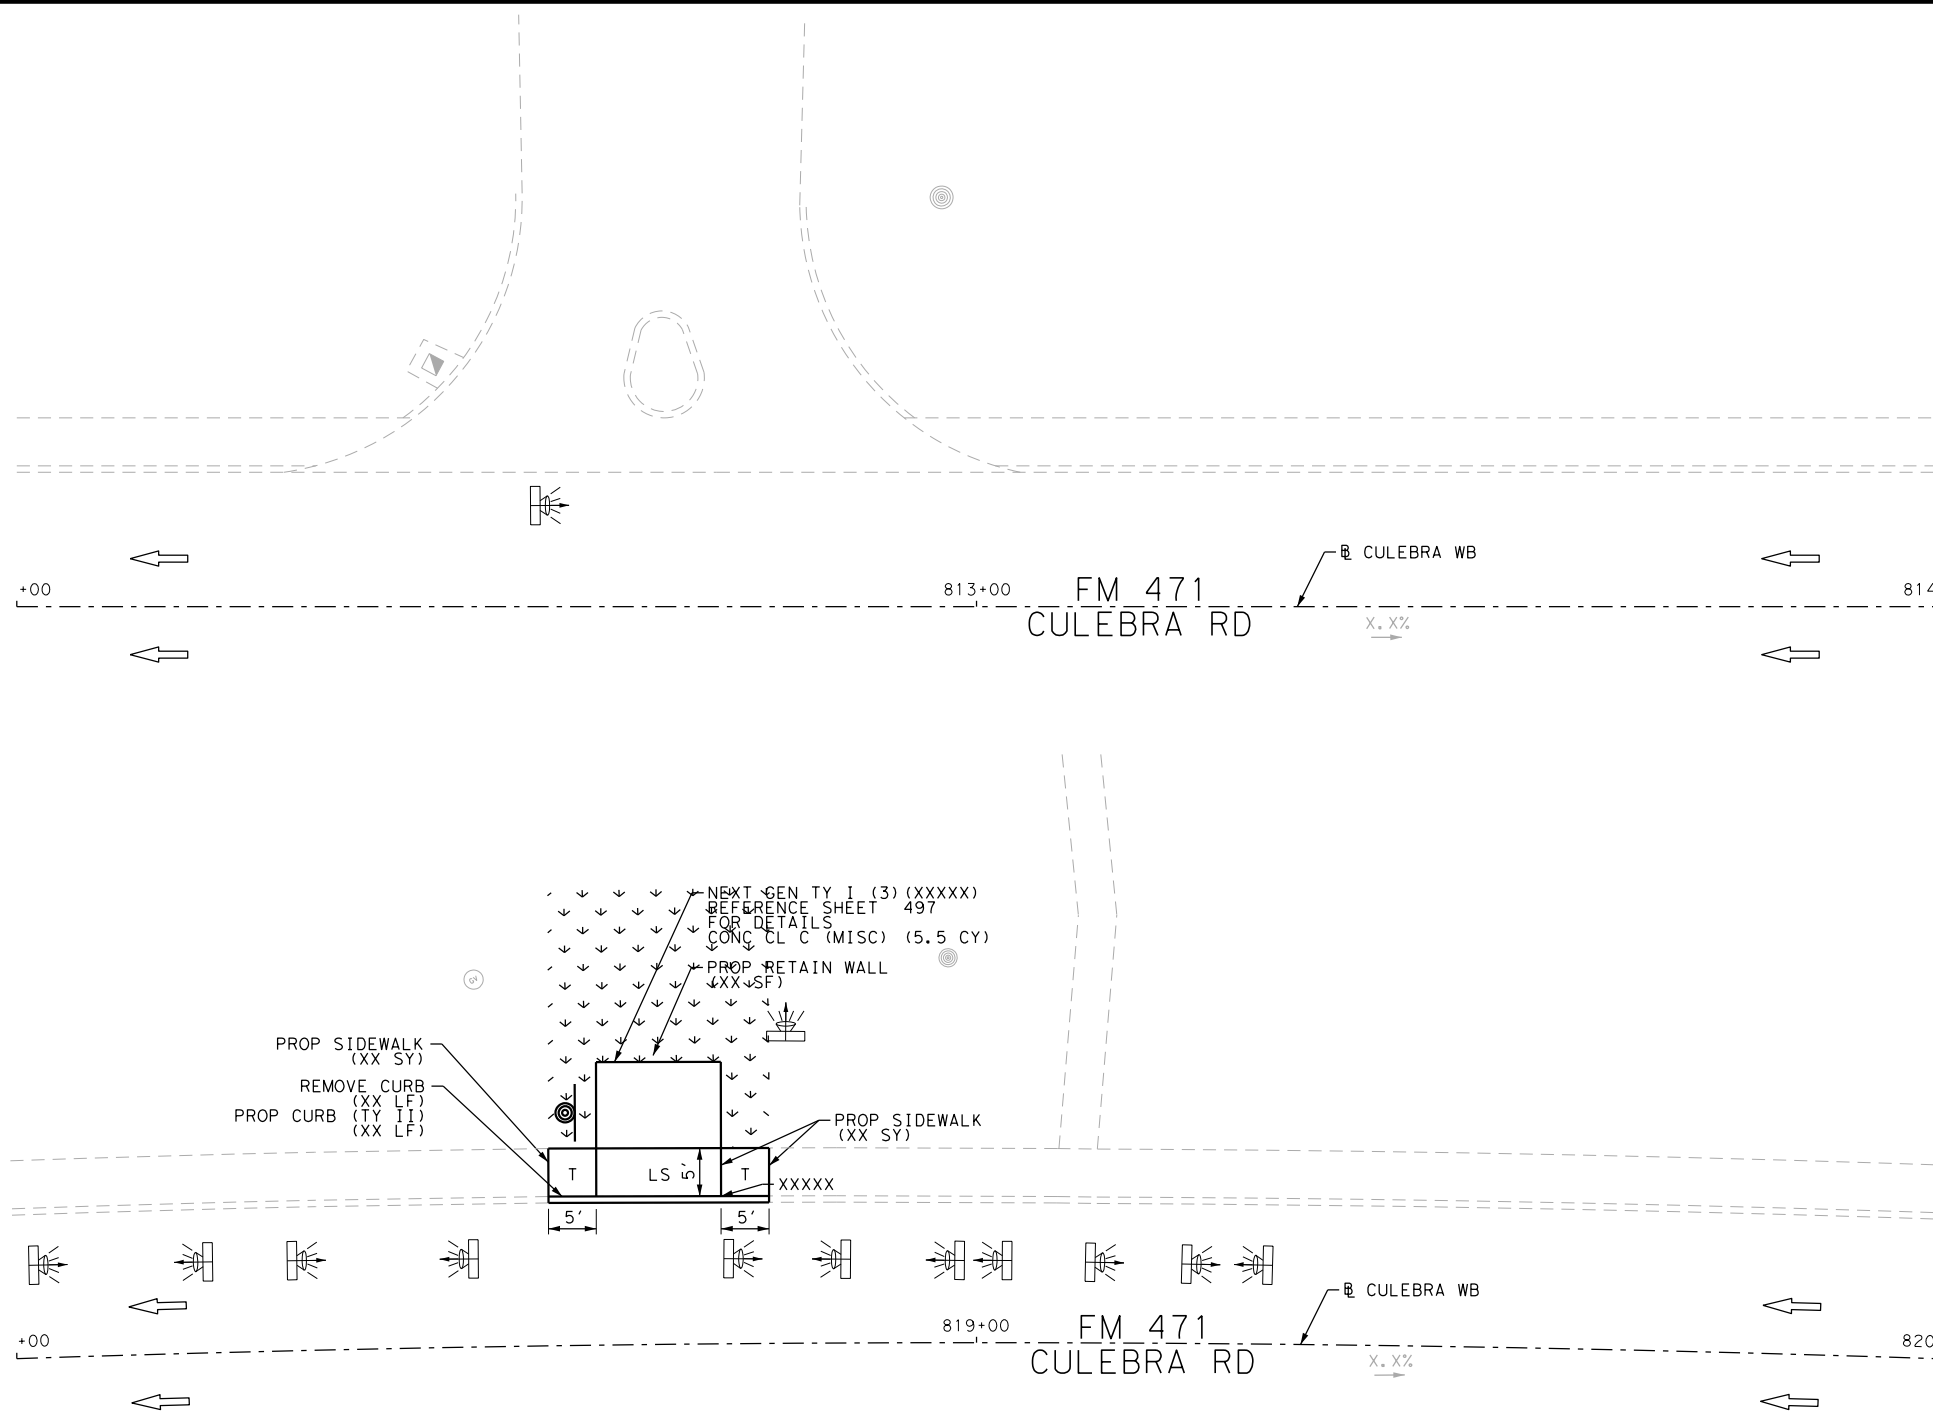 ℄ CULEBRA WB
+00
813+00
FM 471
814
CULEBRA RD
X.X%
NEXT GEN TY I (3)(XXXXX)
REFERENCE SHEET 497
FOR DETAILS
CONC CL C (MISC) (5.5 CY)
PROP RETAIN WALL
(XX SF)
GV
PROP SIDEWALK
(XX SY)
REMOVE CURB
(XX LF)
PROP CURB (TY II)
(XX LF)
PROP SIDEWALK
(XX SY)
T
LS
5'
T
XXXXX
5'
5'
℄ CULEBRA WB
+00
819+00
FM 471
820
CULEBRA RD
X.X%